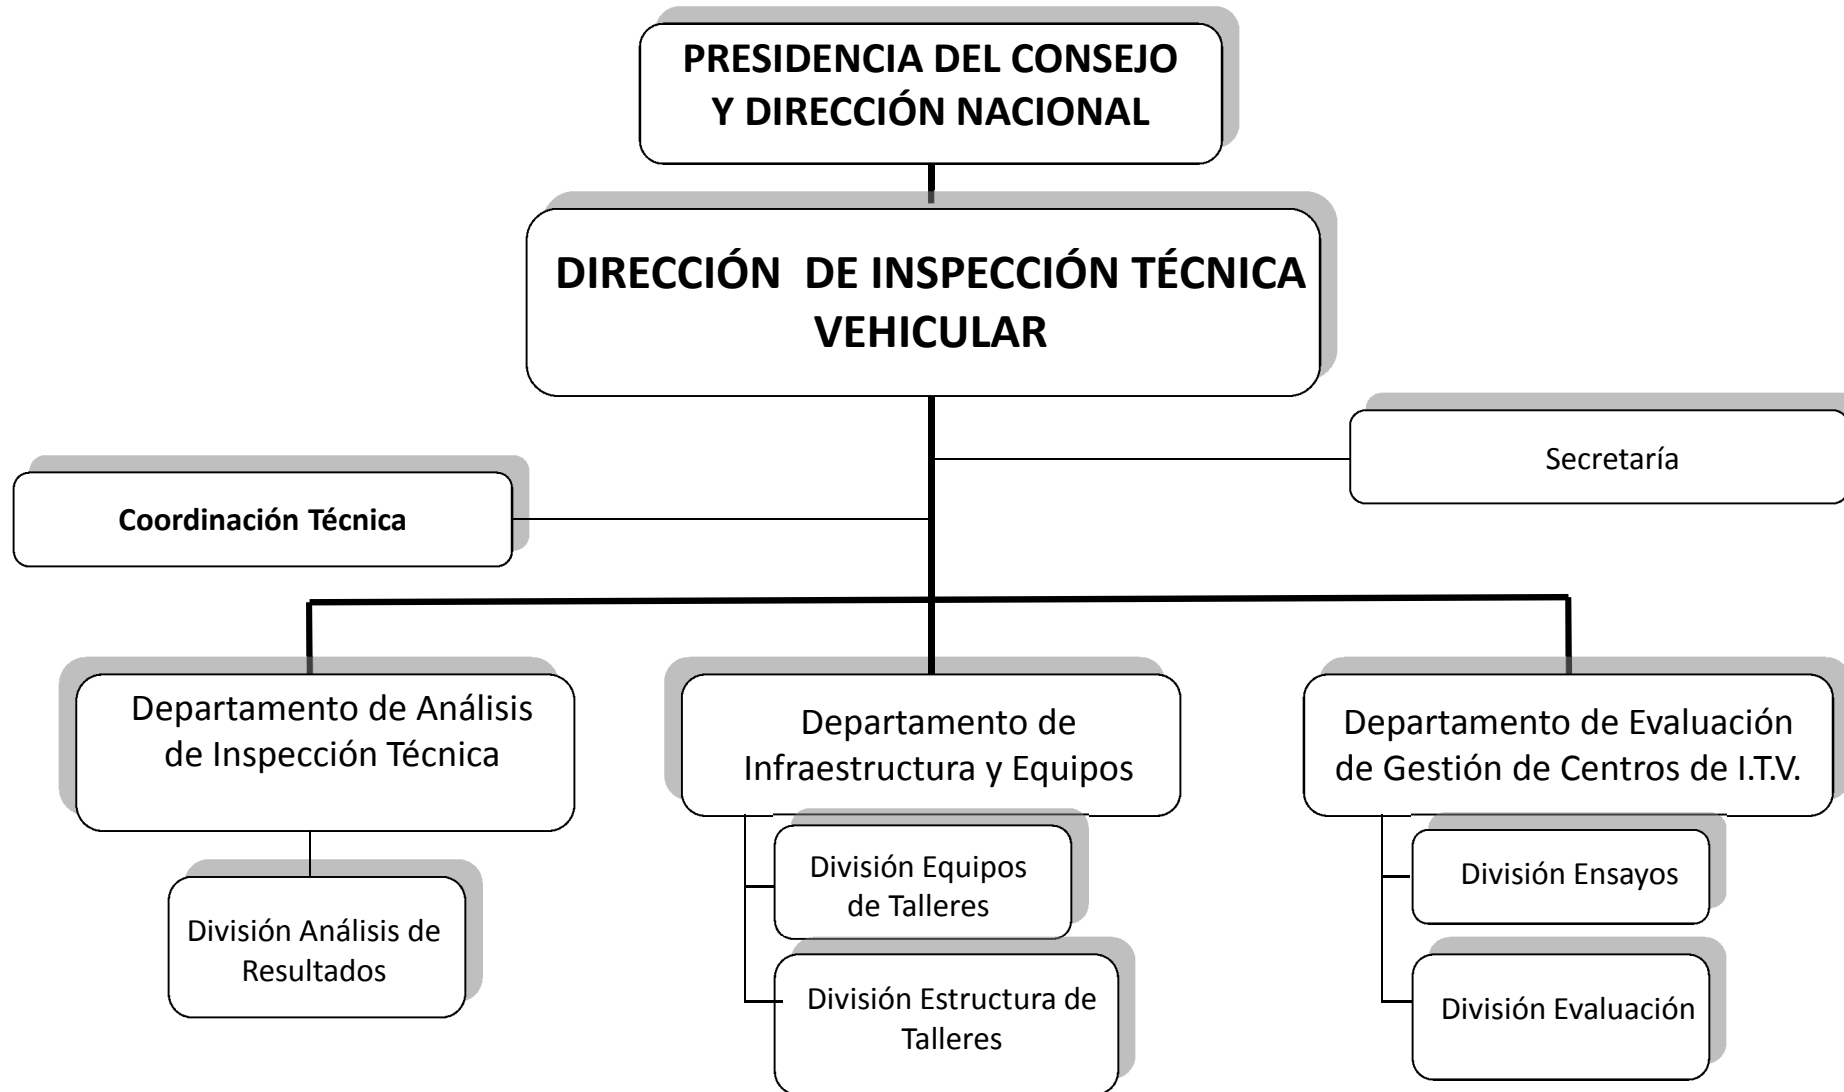 PRESIDENCIA DEL CONSEJO
Y DIRECCIÓN NACIONAL
DIRECCIÓN  DE INSPECCIÓN TÉCNICA
VEHICULAR
Secretaría
Coordinación Técnica
Departamento de Análisis
de Inspección Técnica
Departamento de
Infraestructura y Equipos
Departamento de Evaluación
de Gestión de Centros de I.T.V.
División Análisis de
Resultados
División Equipos
de Talleres
División Estructura de
Talleres
División Ensayos
División Evaluación